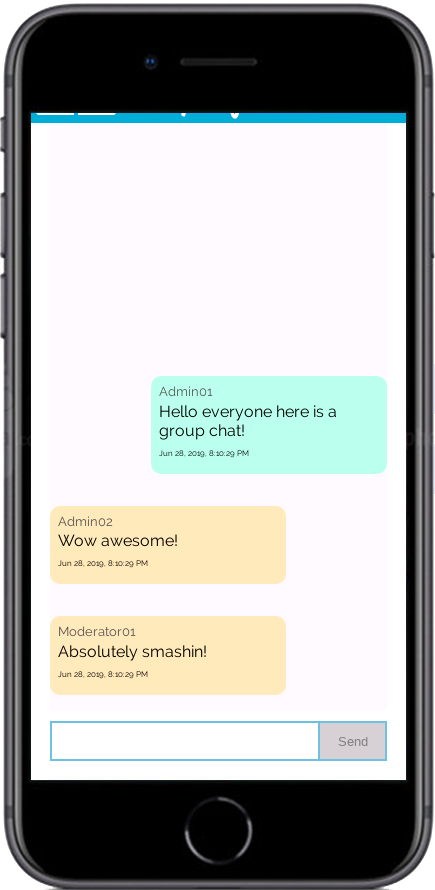 Admin01
Hello everyone here is a
group chat!
Jun 28, 2019, 8:10:29 PM
Admin02
Wow awesome!
Jun 28, 2019, 8:10:29 PM
Moderator01
Absolutely smashin!
Jun 28, 2019, 8:10:29 PM
Send